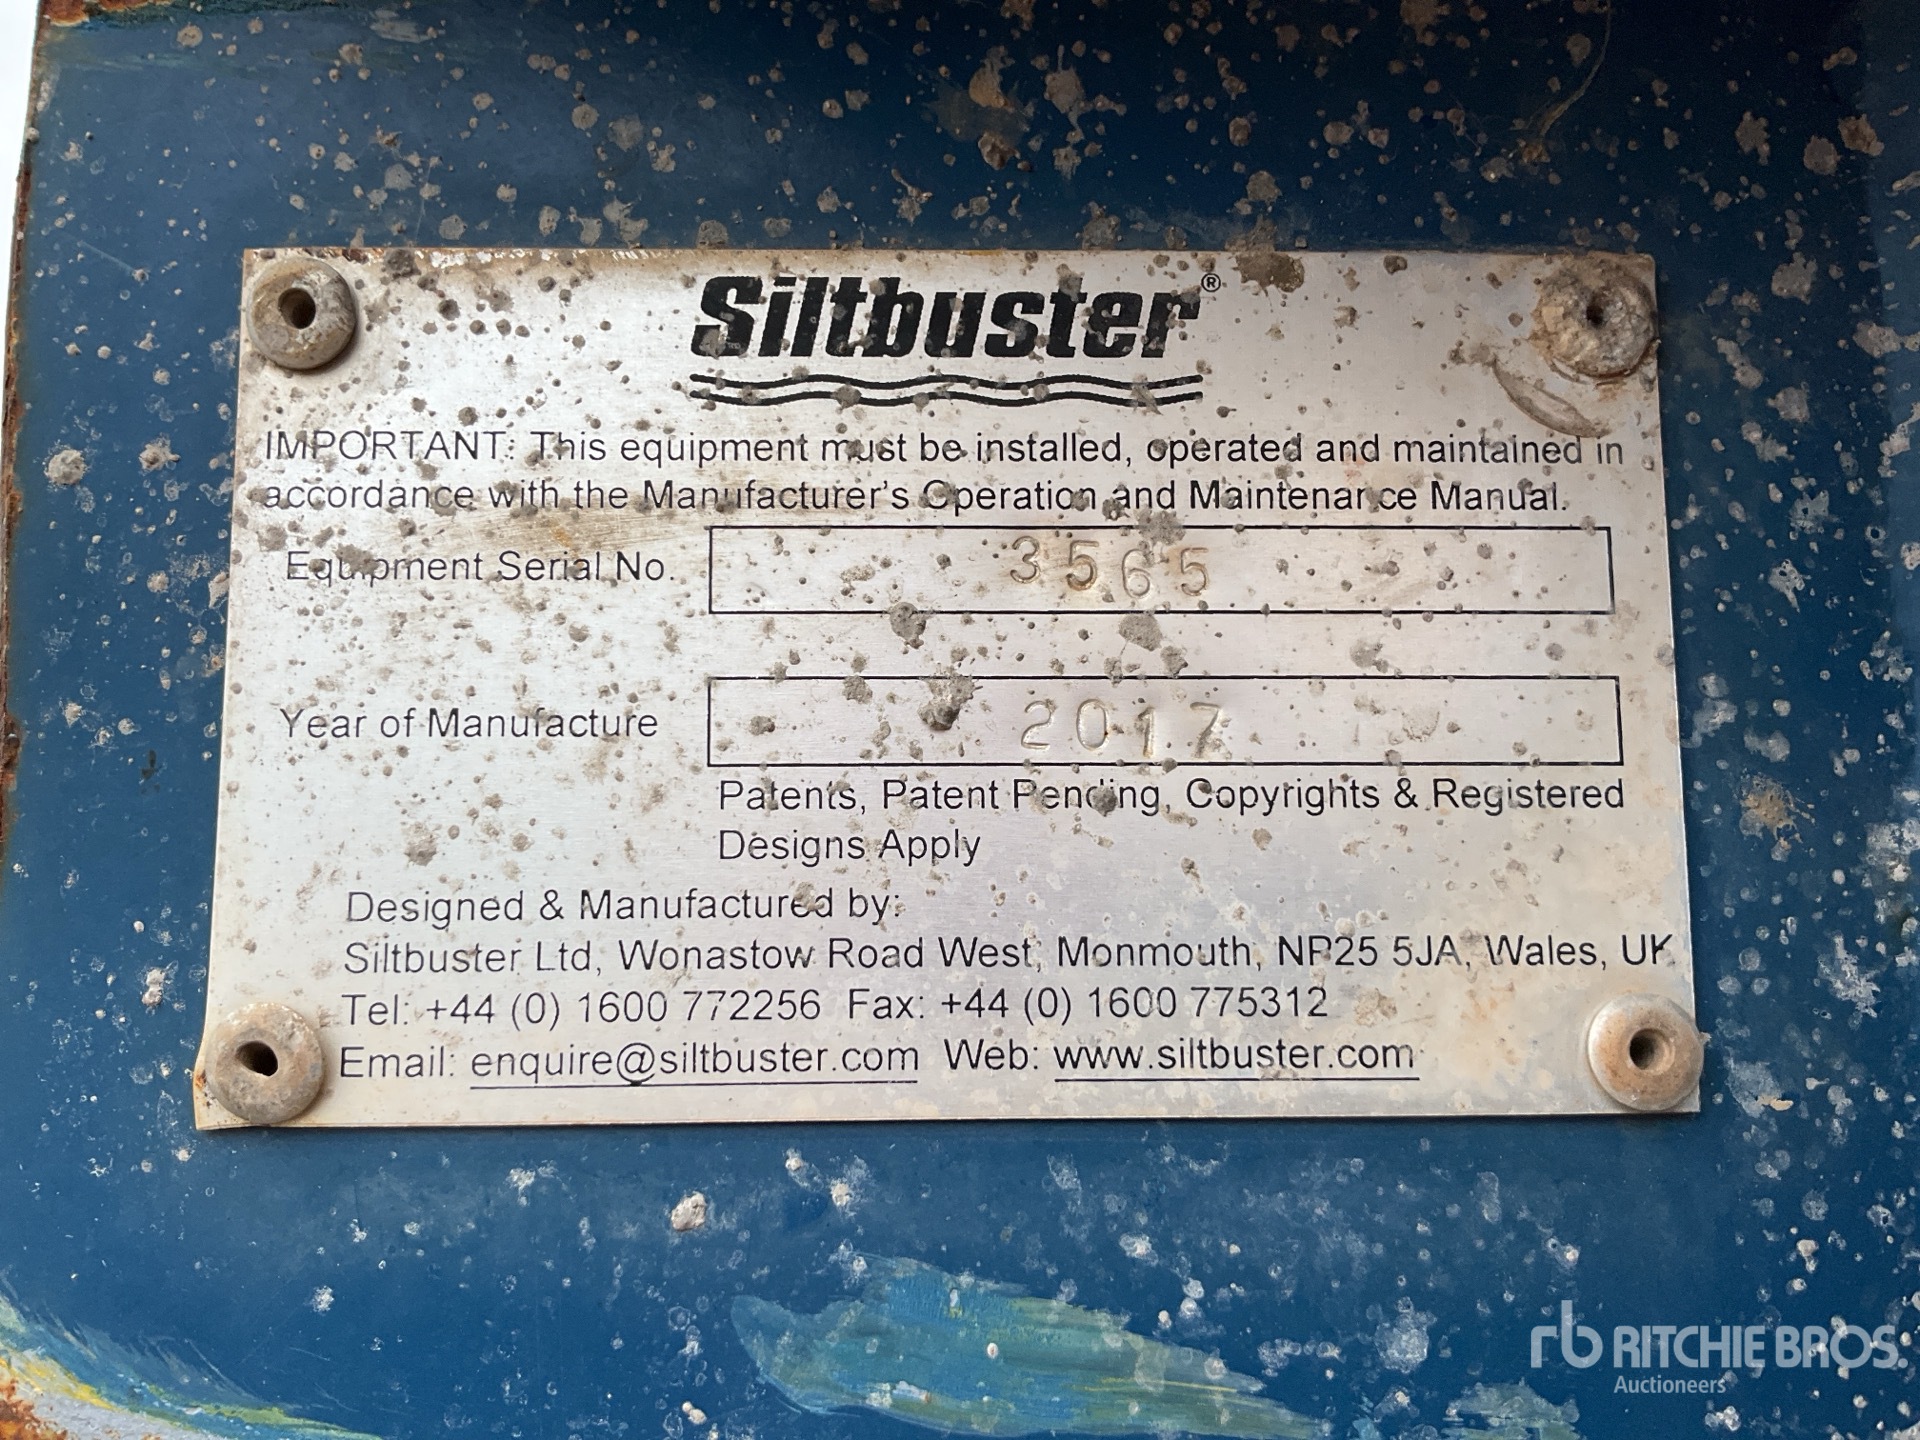 Siltbuster®
IMPORTANT: This equipment must be installed, operated and maintained in
accordance with the Manufacturer's Operation and Maintenance Manual.
Equipment Serial No. 3565
Year of Manufacture 2017
Patents, Patent Pending, Copyrights & Registered
Designs Apply
Designed & Manufactured by:
Siltbuster Ltd, Wonastow Road West, Monmouth, NP25 5JA, Wales, UK
Tel: +44 (0) 1600 772256 Fax: +44 (0) 1600 775312
Email: enquire@siltbuster.com Web: www.siltbuster.com
rb RITCHIE BROS.
Auctioneers